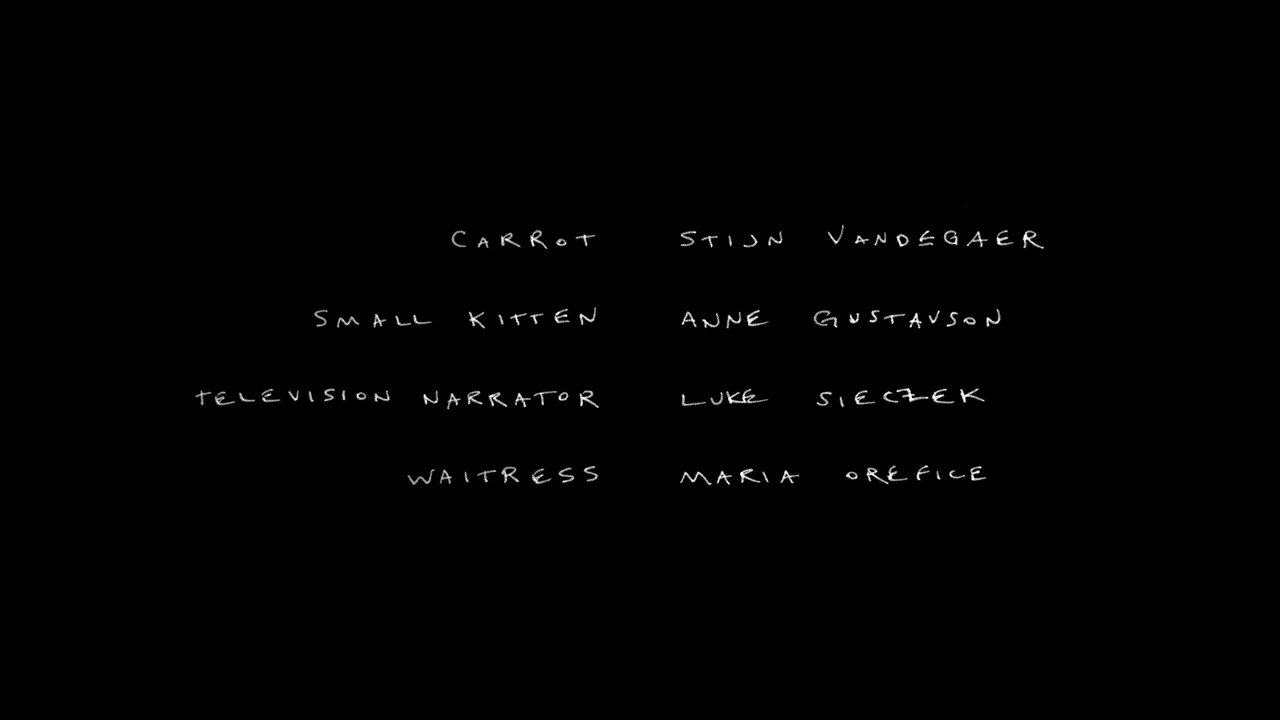 CARROT STIJN VANDEGAER
SMALL KITTEN ANNE GUSTAVSON
TELEVISION NARRATOR LUKE SIECZEK
WAITRESS MARIA OREFICE